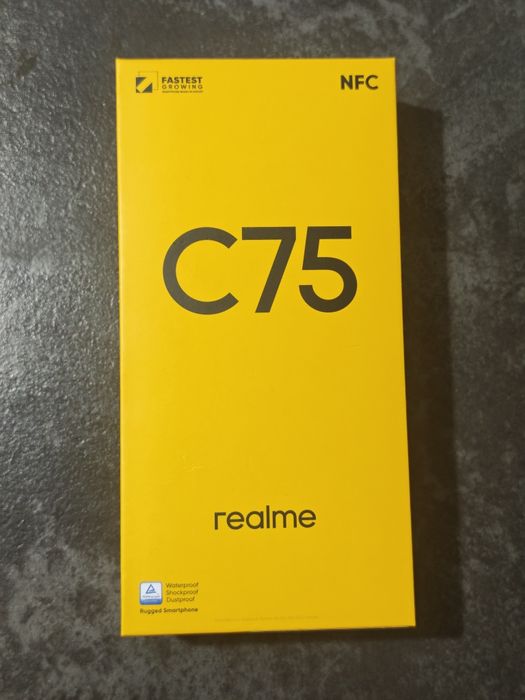 FASTEST
GROWING
NFC
C75
realme
Waterproof
Shockproof
Dustproof
Rugged Smartphone